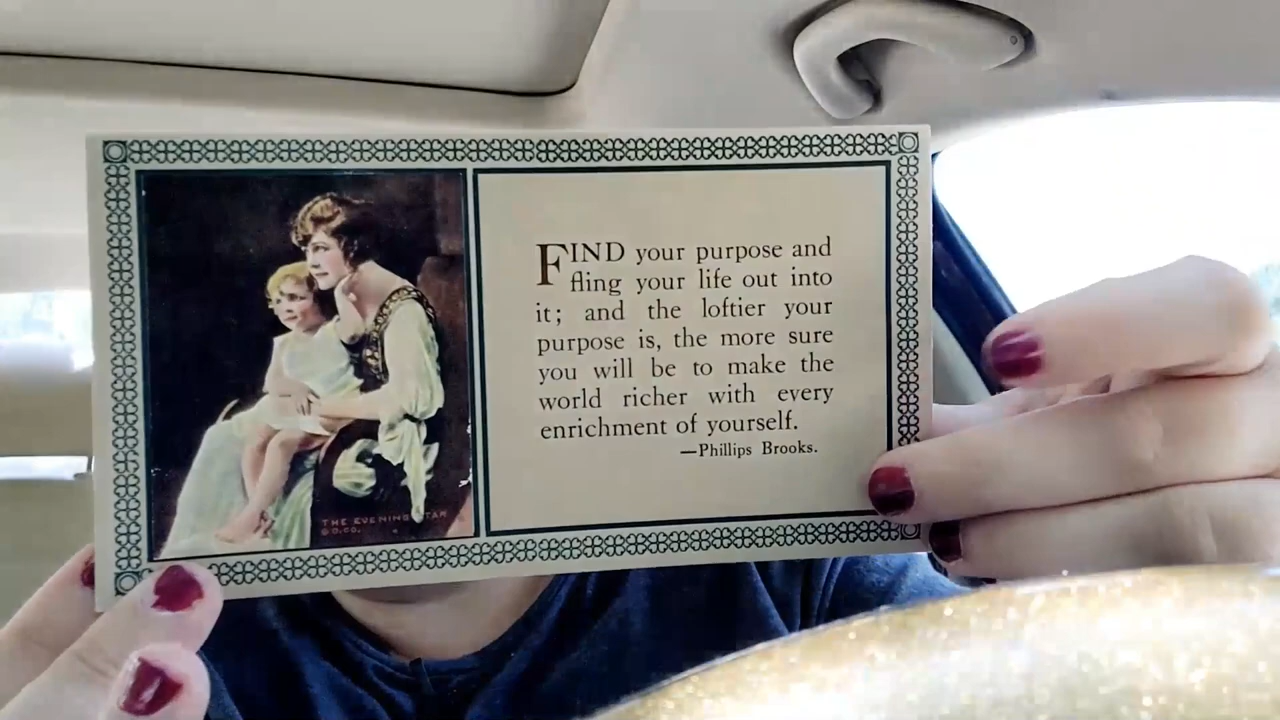 FIND your purpose and
fling your life out into
it; and the loftier your
purpose is, the more sure
you will be to make the
world richer with every
enrichment of yourself.
—Phillips Brooks.
THE EVENING STAR